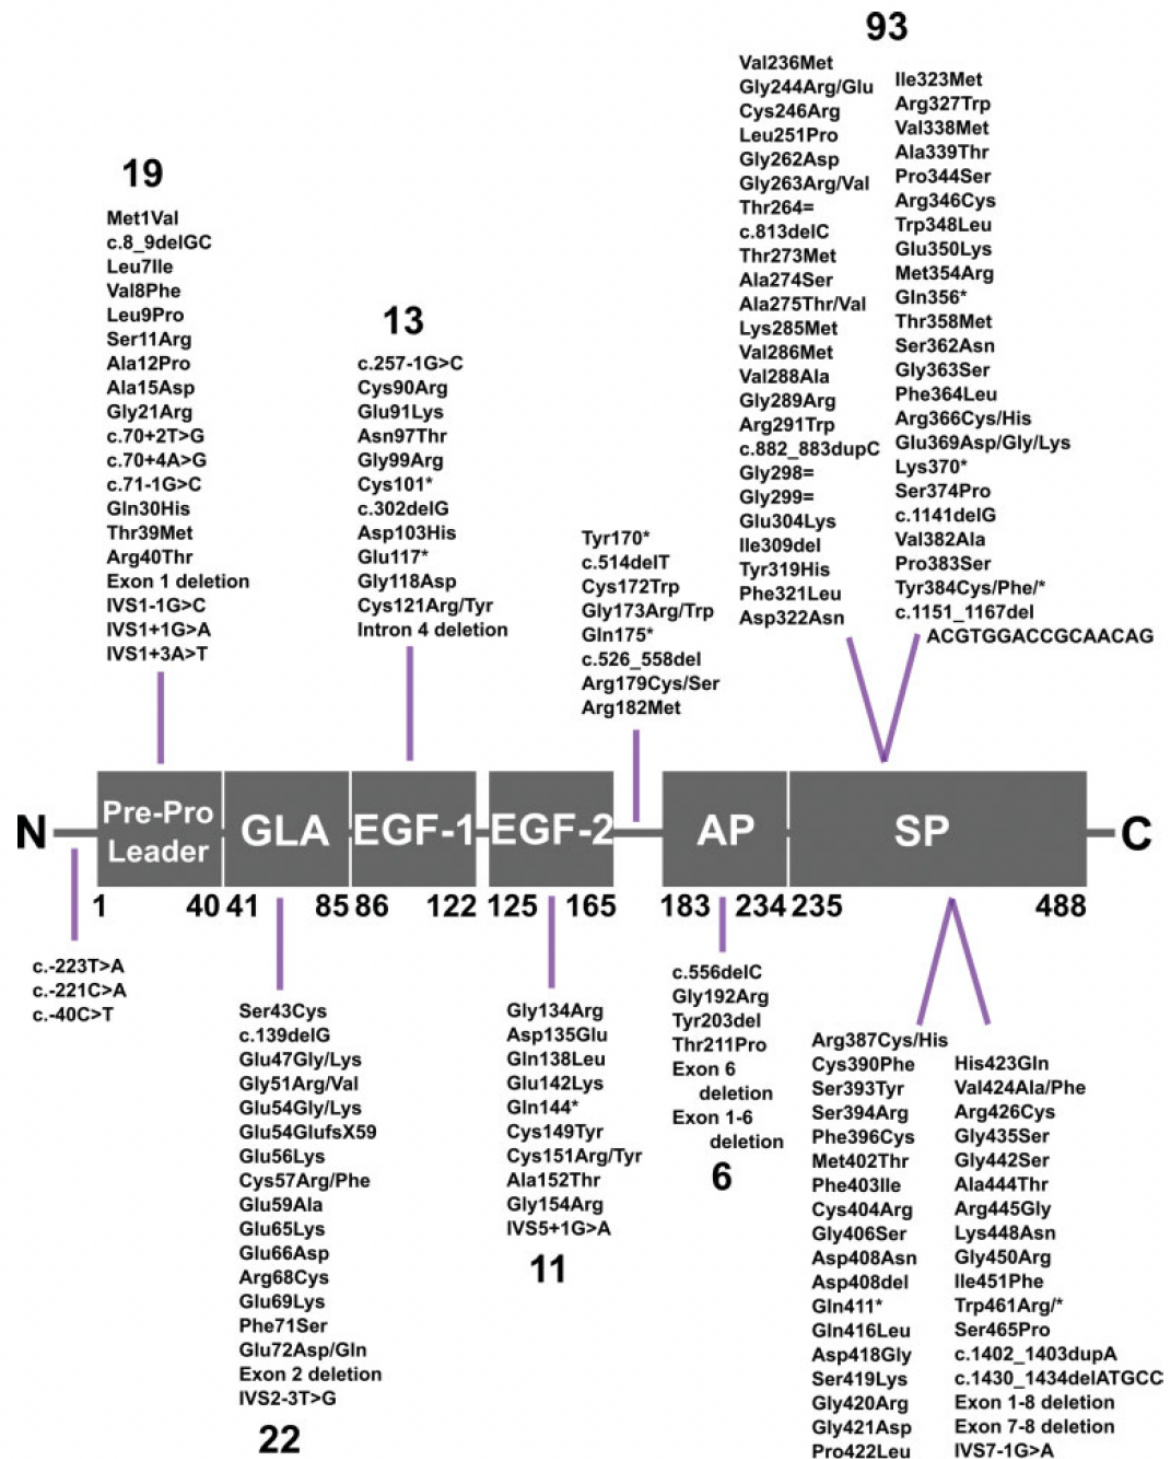 93
Val236Met
Gly244Arg/Glu
Cys246Arg
Leu251Pro
Gly262Asp
Gly263Arg/Val
Thr264=
c.813delC
Thr273Met
Ala274Ser
Ala275Thr/Val
Lys285Met
Val286Met
Val288Ala
Gly289Arg
Arg291Trp
c.882_883dupC
Gly298=
Gly299=
Glu304Lys
Ile309del
Tyr319His
Phe321Leu
Asp322Asn
Ile323Met
Arg327Trp
Val338Met
Ala339Thr
Pro344Ser
Arg346Cys
Trp348Leu
Glu350Lys
Met354Arg
Gln356*
Thr358Met
Ser362Asn
Gly363Ser
Phe364Leu
Arg366Cys/His
Glu369Asp/Gly/Lys
Lys370*
Ser374Pro
c.1141delG
Val382Ala
Pro383Ser
Tyr384Cys/Phe/*
c.1151_1167del
ACGTGGACCGCAACAG
19
Met1Val
c.8_9delGC
Leu7Ile
Val8Phe
Leu9Pro
Ser11Arg
Ala12Pro
Ala15Asp
Gly21Arg
c.70+2T>G
c.70+4A>G
c.71-1G>C
Gln30His
Thr39Met
Arg40Thr
Exon 1 deletion
IVS1-1G>C
IVS1+1G>A
IVS1+3A>T
13
c.257-1G>C
Cys90Arg
Glu91Lys
Asn97Thr
Gly99Arg
Cys101*
c.302delG
Asp103His
Glu117*
Gly118Asp
Cys121Arg/Tyr
Intron 4 deletion
Tyr170*
c.514delT
Cys172Trp
Gly173Arg/Trp
Gln175*
c.526_558del
Arg179Cys/Ser
Arg182Met
N
Pre-Pro
Leader
GLA
EGF-1
EGF-2
AP
SP
C
1 40 41 85 86 122 125 165 183 234 235 488
c.-223T>A
c.-221C>A
c.-40C>T
Ser43Cys
c.139delG
Glu47Gly/Lys
Gly51Arg/Val
Glu54Gly/Lys
Glu54GlufsX59
Glu56Lys
Cys57Arg/Phe
Glu59Ala
Glu65Lys
Glu66Asp
Arg68Cys
Glu69Lys
Phe71Ser
Glu72Asp/Gln
Exon 2 deletion
IVS2-3T>G
22
Gly134Arg
Asp135Glu
Gln138Leu
Glu142Lys
Gln144*
Cys149Tyr
Cys151Arg/Tyr
Ala152Thr
Gly154Arg
IVS5+1G>A
11
c.556delC
Gly192Arg
Tyr203del
Thr211Pro
Exon 6
deletion
Exon 1-6
deletion
6
Arg387Cys/His
Cys390Phe
Ser393Tyr
Ser394Arg
Phe396Cys
Met402Thr
Phe403Ile
Cys404Arg
Gly406Ser
Asp408Asn
Asp408del
Gln411*
Gln416Leu
Asp418Gly
Ser419Lys
Gly420Arg
Gly421Asp
Pro422Leu
His423Gln
Val424Ala/Phe
Arg426Cys
Gly435Ser
Gly442Ser
Ala444Thr
Arg445Gly
Lys448Asn
Gly450Arg
Ile451Phe
Trp461Arg/*
Ser465Pro
c.1402_1403dupA
c.1430_1434delATGCC
Exon 1-8 deletion
Exon 7-8 deletion
IVS7-1G>A